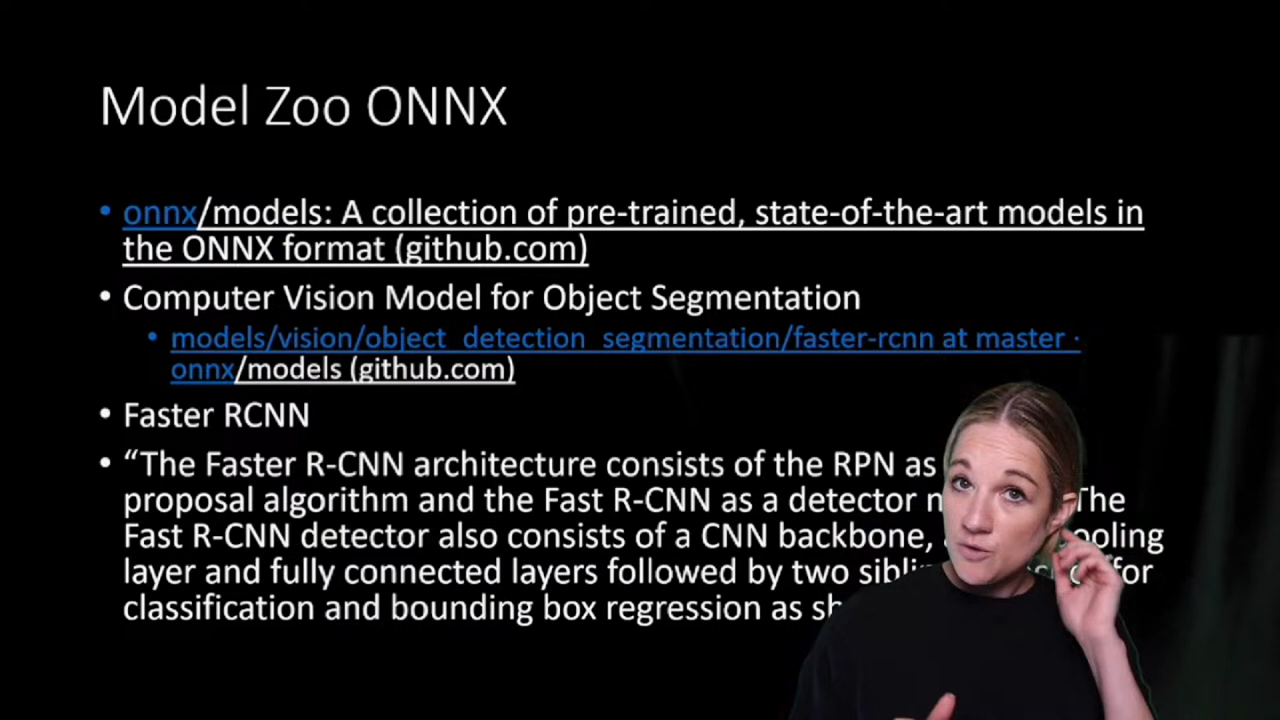 Model Zoo ONNX
• onnx/models: A collection of pre-trained, state-of-the-art models in
the ONNX format (github.com)
• Computer Vision Model for Object Segmentation
• models/vision/object_detection_segmentation/faster-rcnn at master ·
onnx/models (github.com)
• Faster RCNN
• “The Faster R-CNN architecture consists of the RPN as
proposal algorithm and the Fast R-CNN as a detector The
Fast R-CNN detector also consists of a CNN backbone,
layer and fully connected layers followed by two for
classification and bounding box regression as